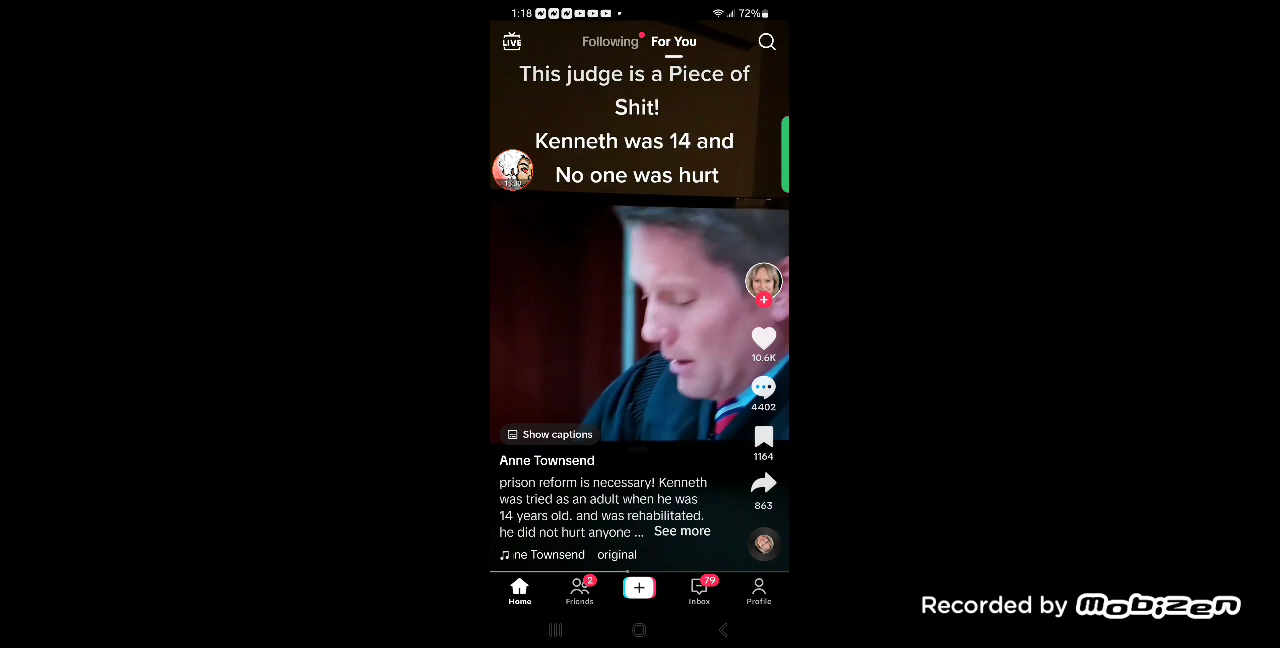 1:18
72%
LIVE
Following
For You
This judge is a Piece of
Shit!
Kenneth was 14 and
No one was hurt
15:30
10.6K
4402
1164
863
Show captions
Anne Townsend
prison reform is necessary! Kenneth
was tried as an adult when he was
14 years old. and was rehabilitated.
he did not hurt anyone ... See more
ne Townsend original
Home
2
Friends
79
Inbox
Profile
Recorded by MOBIZEN